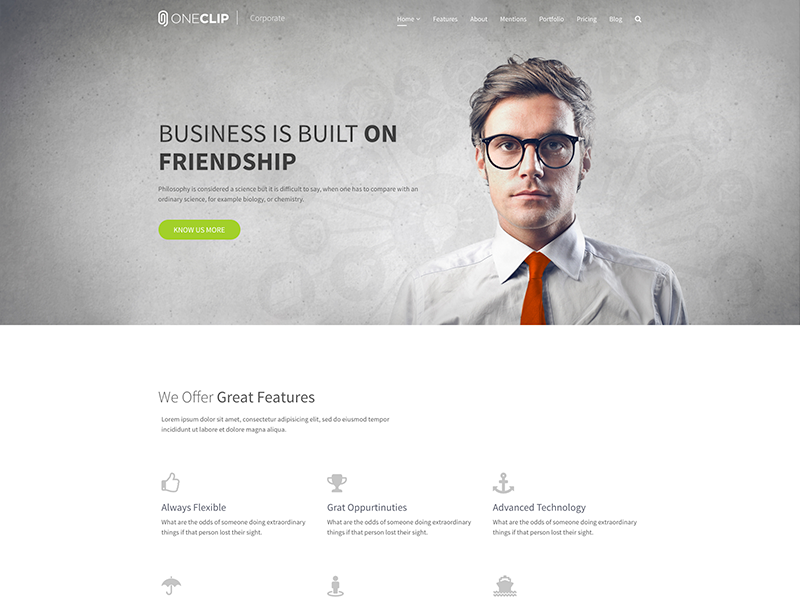 ONECLIP Corporate Home Features About Mentions Portfolio Pricing Blog
BUSINESS IS BUILT ON
FRIENDSHIP
Philosophy is considered a science but it is difficult to say, when one has to compare with an
ordinary science, for example biology, or chemistry.
KNOW US MORE
We Offer Great Features
Lorem ipsum dolor sit amet, consectetur adipisicing elit, sed do eiusmod tempor
incididunt ut labore et dolore magna aliqua.
Always Flexible
What are the odds of someone doing extraordinary
things if that person lost their sight.
Grat Oppurtinuties
What are the odds of someone doing extraordinary
things if that person lost their sight.
Advanced Technology
What are the odds of someone doing extraordinary
things if that person lost their sight.